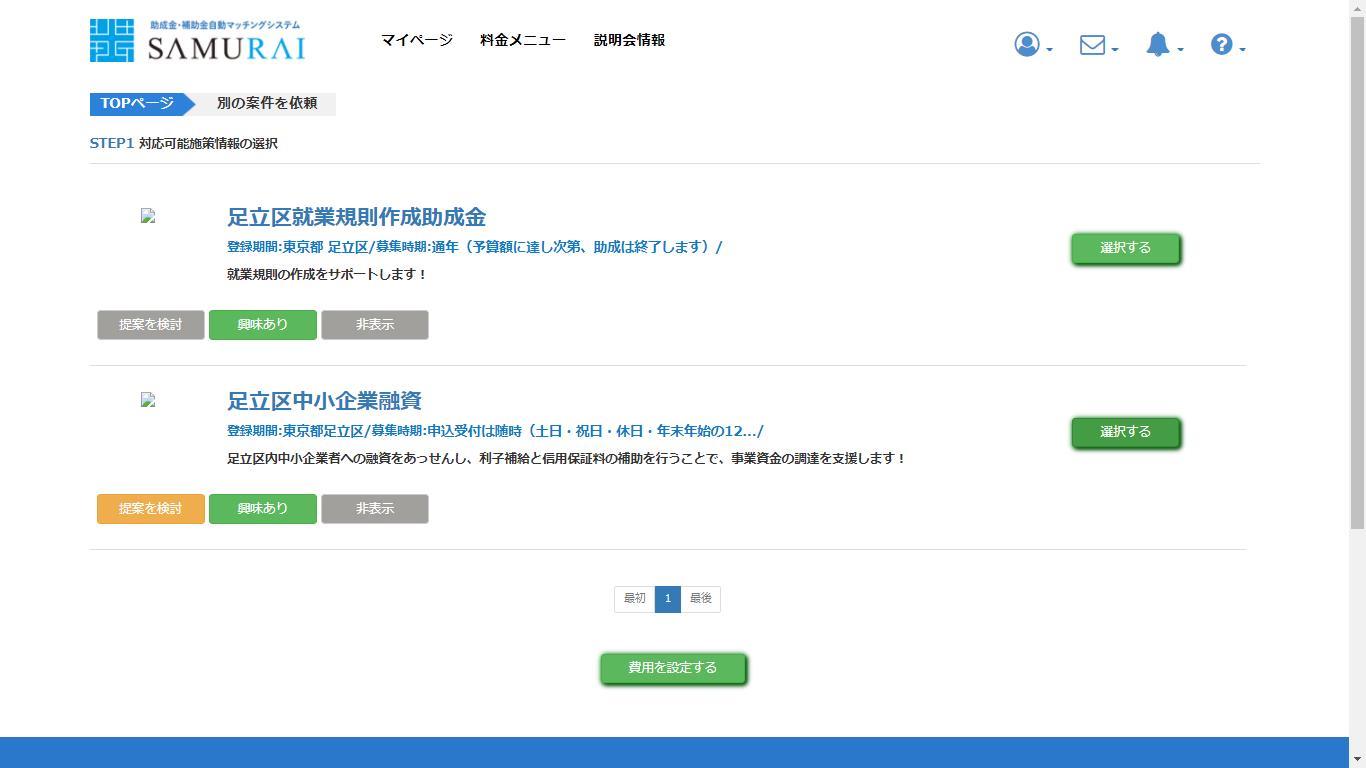 助成金・補助金自動マッチングシステム
SAMURAI
マイページ 料金メニュー 説明会情報
TOPページ 別の案件を依頼
STEP1 対応可能施策情報の選択
足立区就業規則作成助成金
登録期間:東京都 足立区/募集時期:通年（予算額に達し次第、助成は終了します）/
選択する
就業規則の作成をサポートします！
提案を検討 興味あり 非表示
足立区中小企業融資
登録期間:東京都足立区/募集時期:申込受付は随時（土日・祝日・休日・年末年始の12.../
選択する
足立区内中小企業者への融資をあっせんし、利子補給と信用保証料の補助を行うことで、事業資金の調達を支援します！
提案を検討 興味あり 非表示
最初 1 最後
費用を設定する